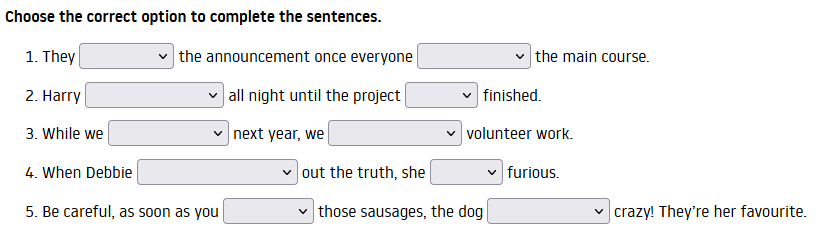 Choose the correct option to complete the sentences.
1. They the announcement once everyone the main course.
2. Harry all night until the project finished.
3. While we next year, we volunteer work.
4. When Debbie out the truth, she furious.
5. Be careful, as soon as you those sausages, the dog crazy! They're her favourite.